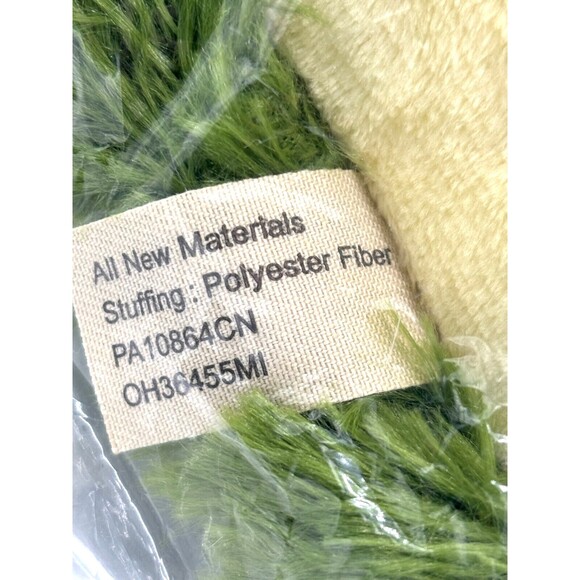 All New Materials
Stuffing : Polyester Fiber
PA10864CN
OH36455MI